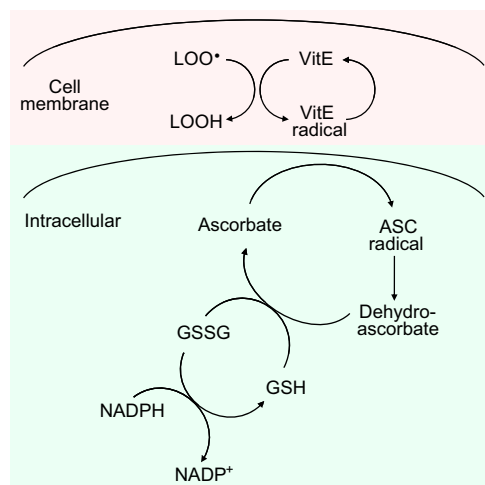 LOO•
VitE
Cell
membrane
LOOH
VitE
radical
Intracellular
Ascorbate
ASC
radical
Dehydro-
ascorbate
GSSG
GSH
NADPH
NADP+